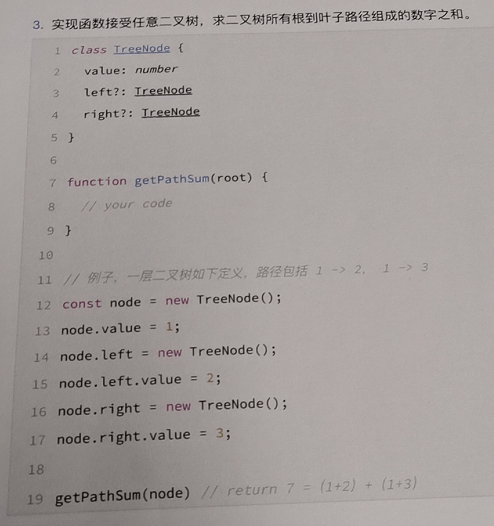 3. 实现函数接受任意二叉树，求二叉树所有根到叶子路径组成的数字之和。
1 class TreeNode {
2 value: number
3 left?: TreeNode
4 right?: TreeNode
5 }
6
7 function getPathSum(root) {
8 // your code
9 }
10
11 // 例子，一层二叉树如下定义，路径包括 1 -> 2， 1 -> 3
12 const node = new TreeNode();
13 node.value = 1;
14 node.left = new TreeNode();
15 node.left.value = 2;
16 node.right = new TreeNode();
17 node.right.value = 3;
18
19 getPathSum(node) // return 7 = (1+2) + (1+3)